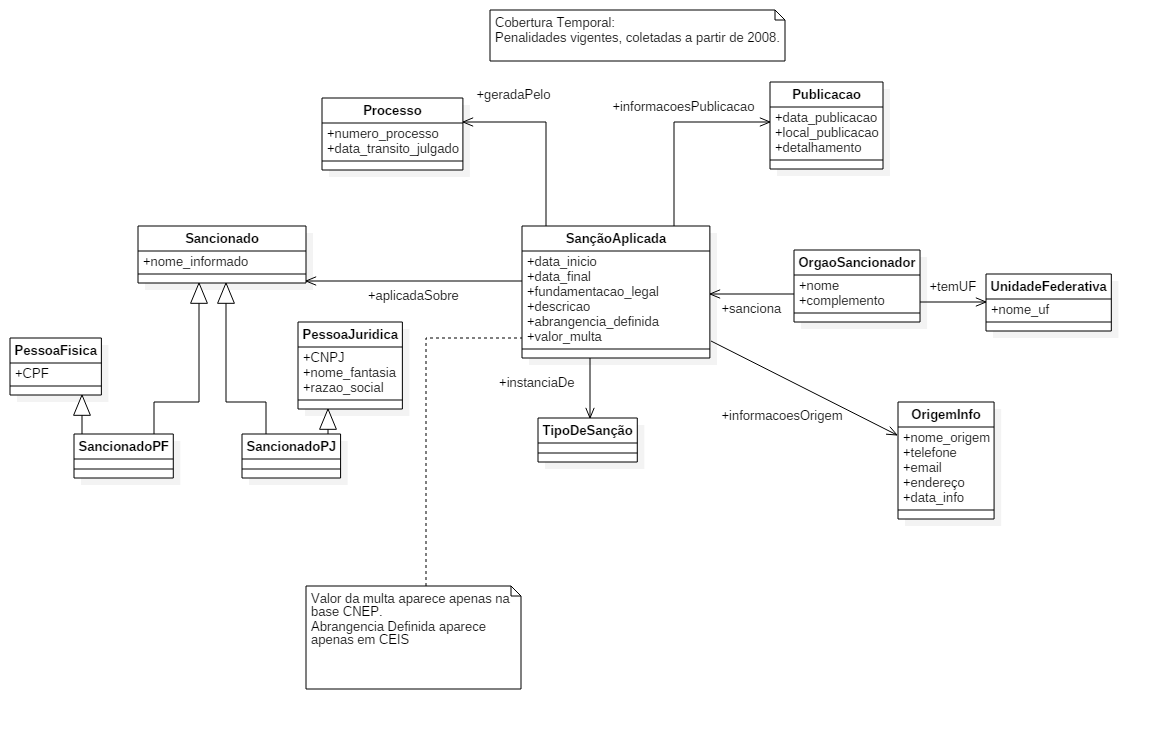 Cobertura Temporal:
Penalidades vigentes, coletadas a partir de 2008.
+geradaPelo
+informacoesPublicacao
Processo
+numero_processo
+data_transito_julgado
Publicacao
+data_publicacao
+local_publicacao
+detalhamento
Sancionado
+nome_informado
+aplicadaSobre
SançãoAplicada
+data_inicio
+data_final
+fundamentacao_legal
+descricao
+abrangencia_definida
+valor_multa
+sanciona
OrgaoSancionador
+nome
+complemento
+temUF
UnidadeFederativa
+nome_uf
PessoaFisica
+CPF
PessoaJuridica
+CNPJ
+nome_fantasia
+razao_social
SancionadoPF
SancionadoPJ
+instanciaDe
TipoDeSanção
+informacoesOrigem
OrigemInfo
+nome_origem
+telefone
+email
+endereço
+data_info
Valor da multa aparece apenas na
base CNEP.
Abrangencia Definida aparece
apenas em CEIS